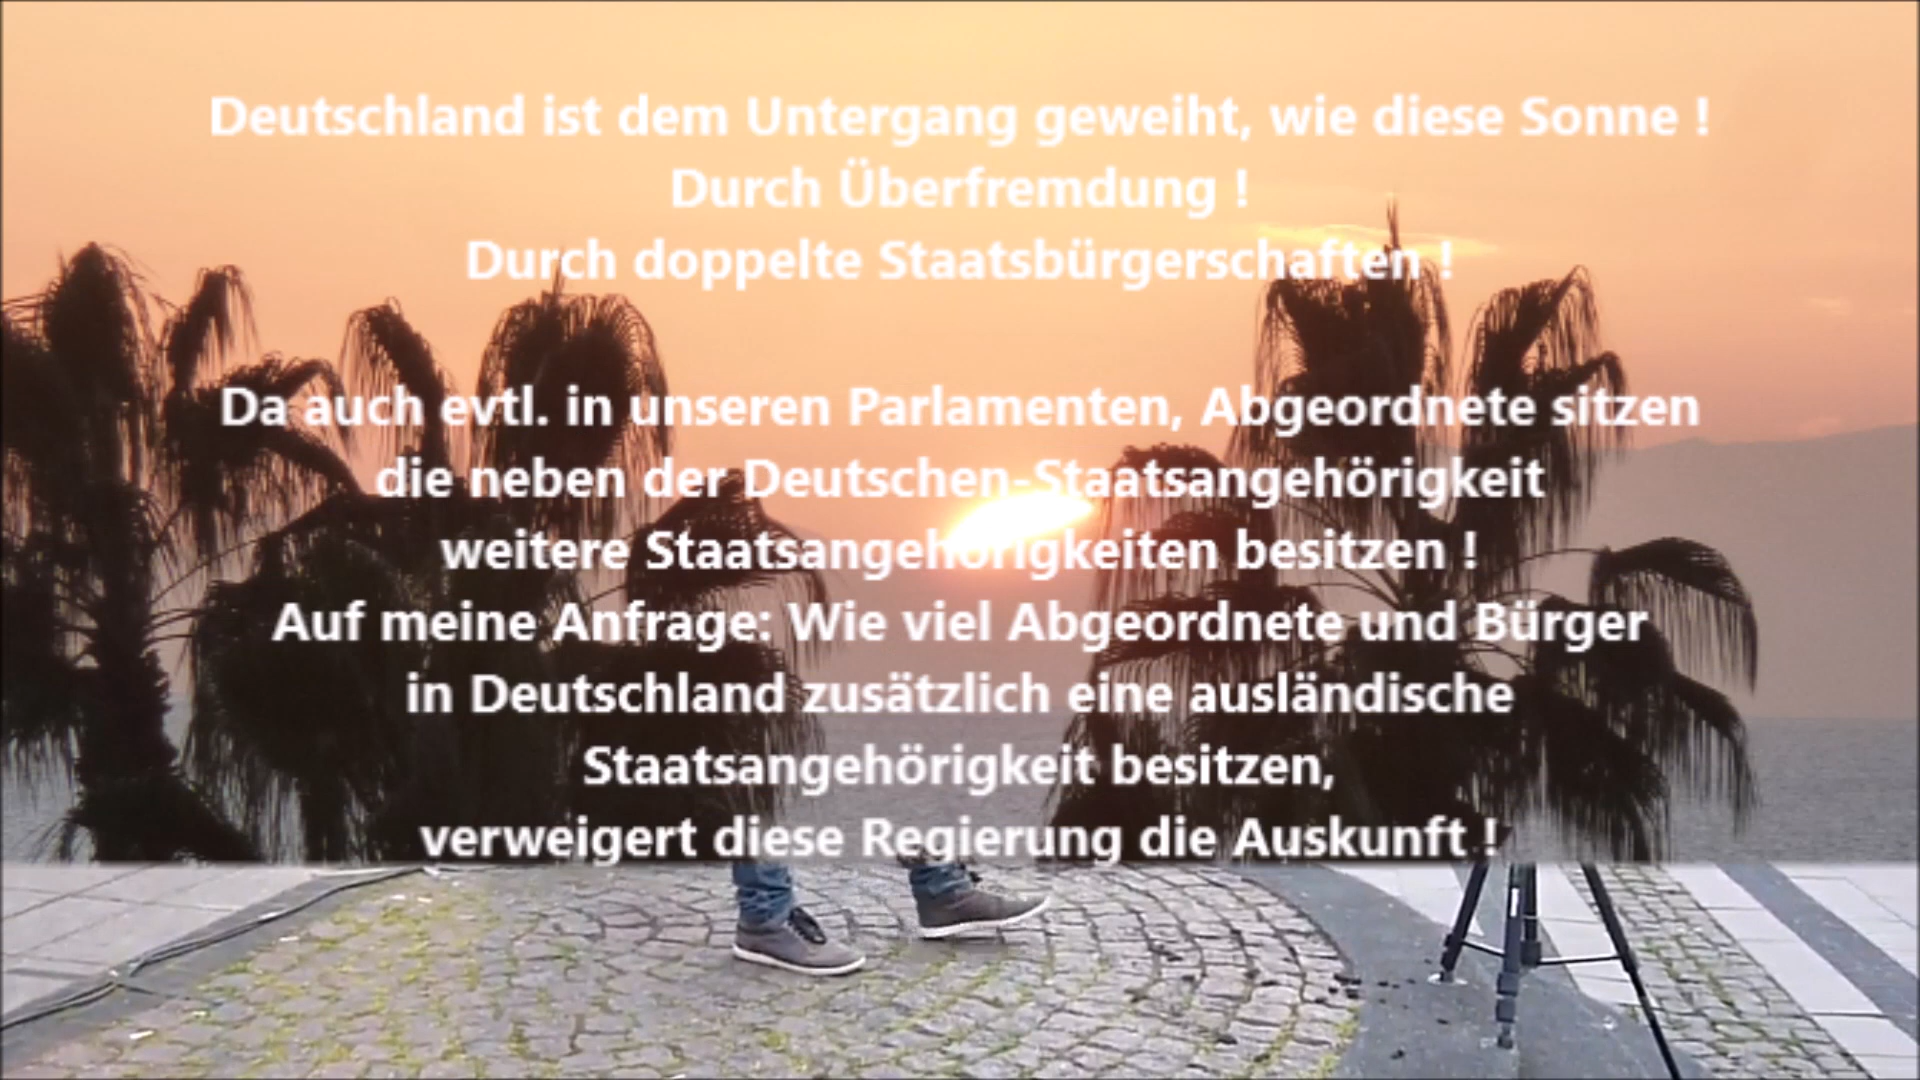 Deutschland ist dem Untergang geweiht, wie diese Sonne !
Durch Überfremdung !
Durch doppelte Staatsbürgerschaften !
Da auch evtl. in unseren Parlamenten, Abgeordnete sitzen
die neben der Deutschen-Staatsangehörigkeit
weitere Staatsangehörigkeiten besitzen !
Auf meine Anfrage: Wie viel Abgeordnete und Bürger
in Deutschland zusätzlich eine ausländische
Staatsangehörigkeit besitzen,
verweigert diese Regierung die Auskunft !